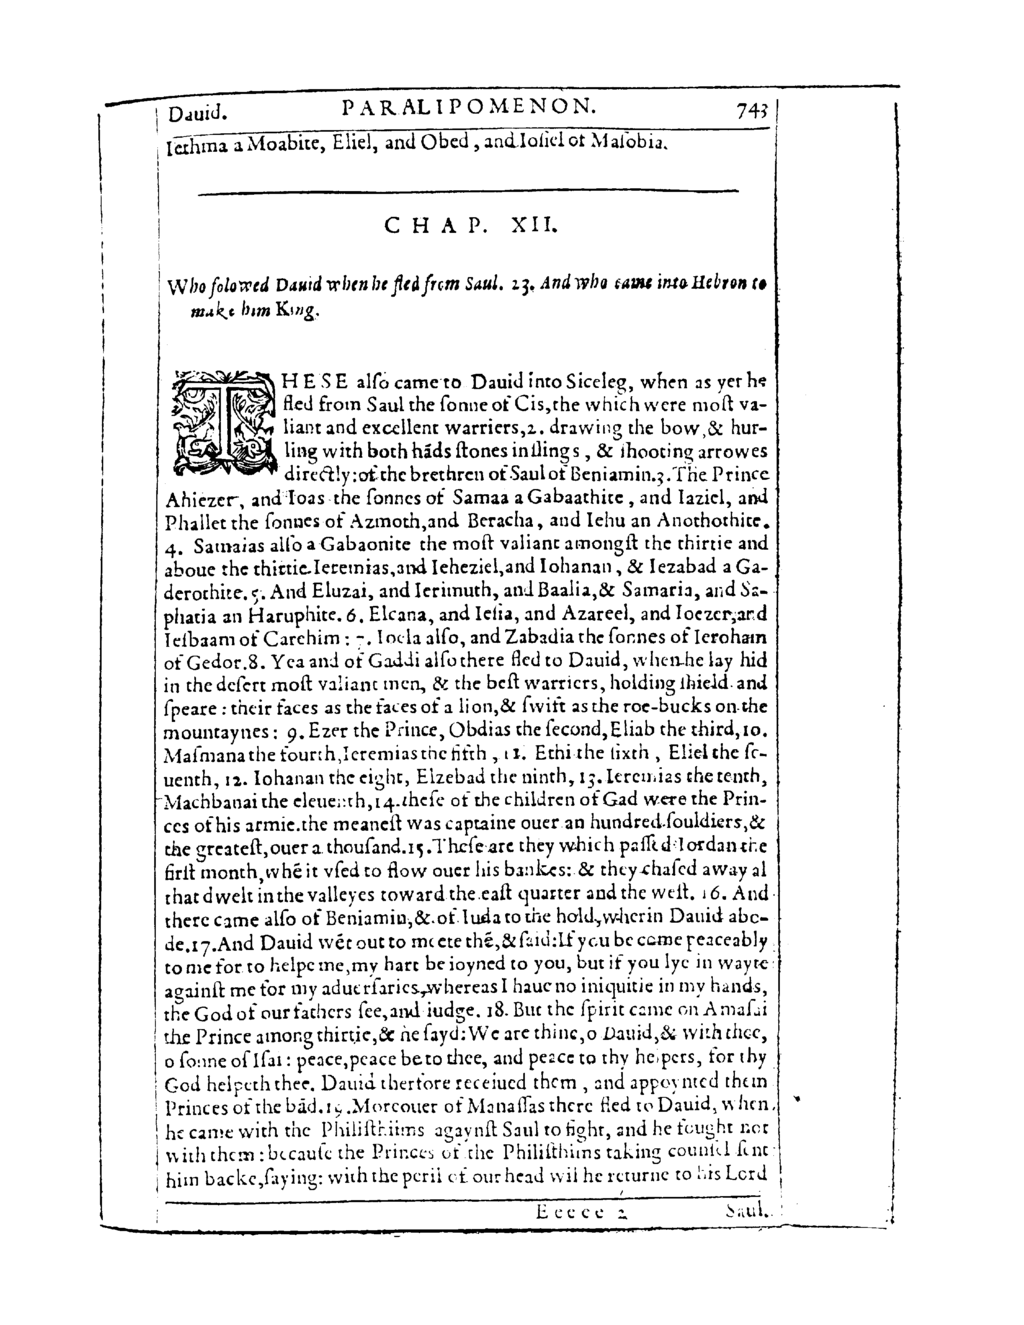 Dauid. PARALIPOMENON. 743
Iethma a Moabite, Eliel, and Obed, and Iosiel of Masobia.
CHAP. XII.
Who folowed Dauid when he fled from Saul. 23. And who came into Hebron to
make him King.
THESE alſo came to Dauid into Siceleg, when as yet he
fled from Saul the ſonne of Cis, the which were moſt va-
liant and excellent warriers, 2. drawing the bow, & hur-
ling with both hāds ſtones in ſlings, & ſhooting arrowes
directly: of the brethren of Saul of Beniamin. 3. The Prince
Ahiezer, and Ioas the ſonnes of Samaa a Gabaathite, and Iaziel, and
Phallet the ſonnes of Azmoth, and Beracha, and Iehu an Anothothite.
4. Samaias alſo a Gabaonite the moſt valiant amongſt the thirtie and
aboue the thirtie. Ieremias, and Ieheziel, and Iohanan, & Iezabad a Ga-
derothite. 5. And Eluzai, and Ierimuth, and Baalia, & Samaria, and Sa-
phatia an Haruphite. 6. Elcana, and Ieſia, and Azareel, and Ioezer, and
Ieſbaam of Carehim: 7. Ioela alſo, and Zabadia the ſonnes of Ieroham
of Gedor. 8. Yea and of Gaddi alſo there fled to Dauid, when he lay hid
in the deſert moſt valiant men, & the beſt warriers, holding ſhield and
ſpeare: their faces as the faces of a lion, & ſwift as the roe-bucks on the
mountaynes: 9. Ezer the Prince, Obdias the ſecond, Eliab the third, 10.
Maſmana the fourth, Ieremias the fifth, 11. Ethi the ſixth, Eliel the ſe-
uenth, 12. Iohanan the eight, Elzebad the ninth, 13. Ieremias the tenth,
Machbanai the eleuenth, 14. theſe of the children of Gad were the Prin-
ces of his armie. the meaneſt was captaine ouer an hundred ſouldiers, &
the greateſt, ouer a thouſand. 15. Theſe are they which paſſed Iordan the
firſt month, whē it vſed to flow ouer his bankes: & they chaſed away al
that dwelt in the valleyes toward the eaſt quarter and the weſt. 16. And
there came alſo of Beniamin, & of Iuda to the hold, wherin Dauid abo-
de. 17. And Dauid wēt out to meete thē, & ſaid: If you be come peaceably
to me for to helpe me, my hart be ioyned to you, but if you lye in wayte
againſt me for my aduerſaries, whereas I haue no iniquitie in my hands,
the God of our fathers ſee, and iudge. 18. But the ſpirit came on Amaſai
the Prince among thirtie, & he ſayd: We are thine, o Dauid, & with thee,
o ſonne of Iſai: peace, peace be to thee, and peace to thy helpers, for thy
God helpeth thee. Dauid therfore receiued them, and appoynted them
Princes of the bād. 19. Moreouer of Manaſſas there fled to Dauid, when
he came with the Philiſthiims agaynſt Saul to fight, and he fought not
with them: becauſe the Princes of the Philiſthiims taking counſel ſent
him backe, ſaying: with the peril of our head wil he returne to his Lord
Eeeee 2 Saul.